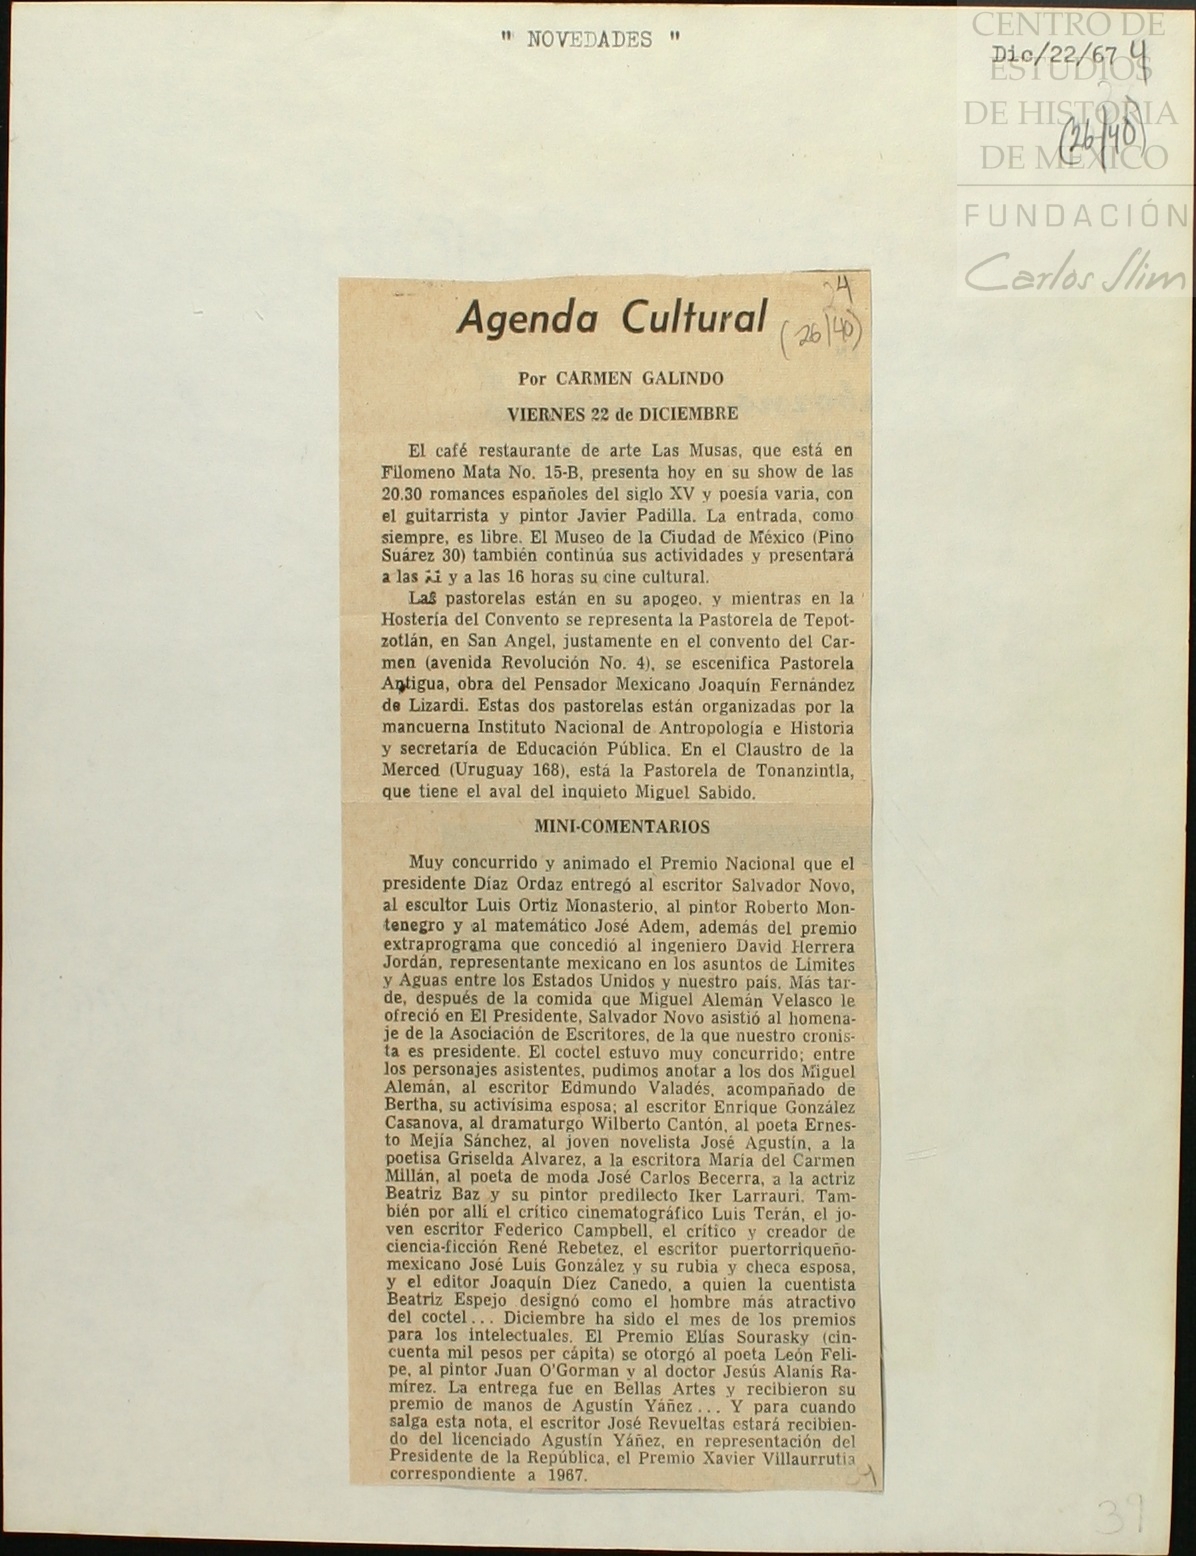 " NOVEDADES "
CENTRO DE
Dic/22/67 4
ESTUDIOS
DE HISTORIA
(26/40)
DE MÉXICO
FUNDACIÓN
Carlos Slim
4
Agenda Cultural
(26/40)
Por CARMEN GALINDO
VIERNES 22 de DICIEMBRE
El café restaurante de arte Las Musas, que está en
Filomeno Mata No. 15-B, presenta hoy en su show de las
20.30 romances españoles del siglo XV y poesía varia, con
el guitarrista y pintor Javier Padilla. La entrada, como
siempre, es libre. El Museo de la Ciudad de México (Pino
Suárez 30) también continúa sus actividades y presentará
a las y a las 16 horas su cine cultural.
Las pastorelas están en su apogeo, y mientras en la
Hostería del Convento se representa la Pastorela de Tepot-
zotlán, en San Angel, justamente en el convento del Car-
men (avenida Revolución No. 4), se escenifica Pastorela
Antigua, obra del Pensador Mexicano Joaquín Fernández
de Lizardi. Estas dos pastorelas están organizadas por la
mancuerna Instituto Nacional de Antropología e Historia
y secretaría de Educación Pública. En el Claustro de la
Merced (Uruguay 168), está la Pastorela de Tonanzintla,
que tiene el aval del inquieto Miguel Sabido.
MINI-COMENTARIOS
Muy concurrido y animado el Premio Nacional que el
presidente Díaz Ordaz entregó al escritor Salvador Novo,
al escultor Luis Ortiz Monasterio, al pintor Roberto Mon-
tenegro y al matemático José Adem, además del premio
extraprograma que concedió al ingeniero David Herrera
Jordán, representante mexicano en los asuntos de Límites
y Aguas entre los Estados Unidos y nuestro país. Más tar-
de, después de la comida que Miguel Alemán Velasco le
ofreció en El Presidente, Salvador Novo asistió al homena-
je de la Asociación de Escritores, de la que nuestro cronis-
ta es presidente. El coctel estuvo muy concurrido; entre
los personajes asistentes, pudimos anotar a los dos Miguel
Alemán, al escritor Edmundo Valadés, acompañado de
Bertha, su activísima esposa; al escritor Enrique González
Casanova, al dramaturgo Wilberto Cantón, al poeta Ernes-
to Mejía Sánchez, al joven novelista José Agustín, a la
poetisa Griselda Alvarez, a la escritora María del Carmen
Millán, al poeta de moda José Carlos Becerra, a la actriz
Beatriz Baz y su pintor predilecto Iker Larrauri. Tam-
bién por allí el crítico cinematográfico Luis Terán, el jo-
ven escritor Federico Campbell, el crítico y creador de
ciencia-ficción René Rebetez, el escritor puertorriqueño-
mexicano José Luis González y su rubia y checa esposa,
y el editor Joaquín Díez Canedo, a quien la cuentista
Beatriz Espejo designó como el hombre más atractivo
del coctel... Diciembre ha sido el mes de los premios
para los intelectuales. El Premio Elías Sourasky (cin-
cuenta mil pesos per cápita) se otorgó al poeta León Feli-
pe, al pintor Juan O'Gorman y al doctor Jesús Alanís Ra-
mírez. La entrega fue en Bellas Artes y recibieron su
premio de manos de Agustín Yáñez... Y para cuando
salga esta nota, el escritor José Revueltas estará recibien-
do del licenciado Agustín Yáñez, en representación del
Presidente de la República, el Premio Xavier Villaurrutia
correspondiente a 1967.
39